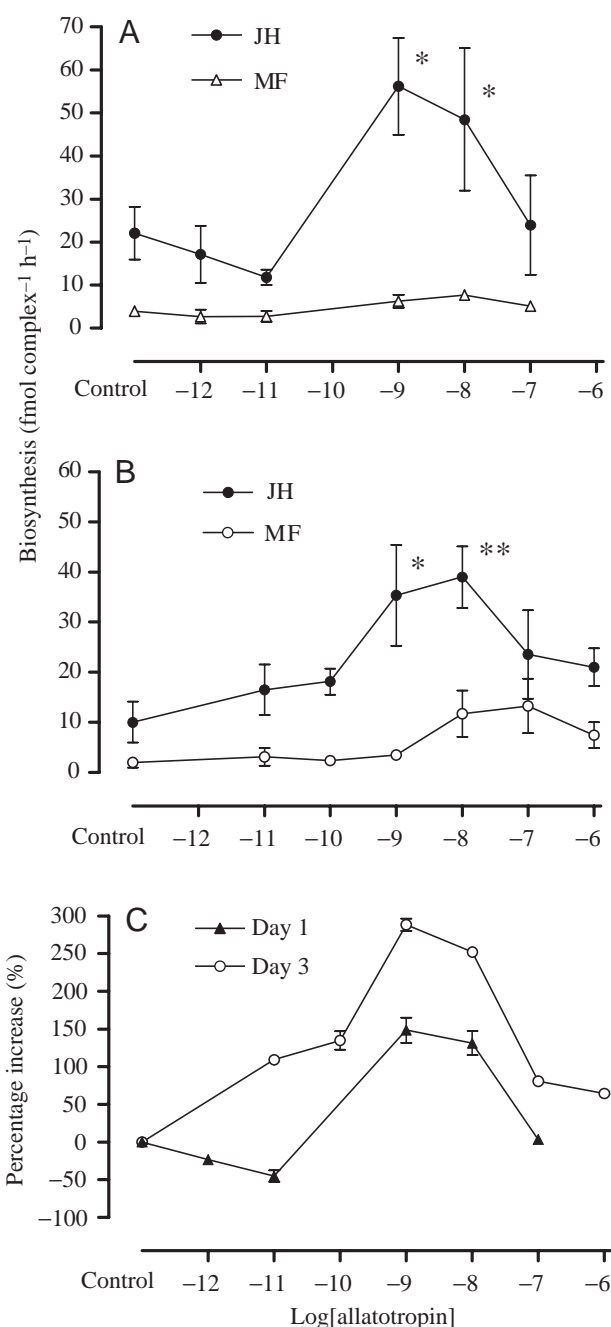 A
JH
MF
70
60
50
40
30
20
10
0
* *
Control −12 −11 −10 −9 −8 −7 −6
Biosynthesis (fmol complex⁻¹ h⁻¹)
B
JH
MF
60
50
40
30
20
10
0
* **
Control −12 −11 −10 −9 −8 −7 −6
C
Day 1
Day 3
Percentage increase (%)
300
250
200
150
100
50
0
−50
−100
Control −12 −11 −10 −9 −8 −7 −6
Log[allatotropin]